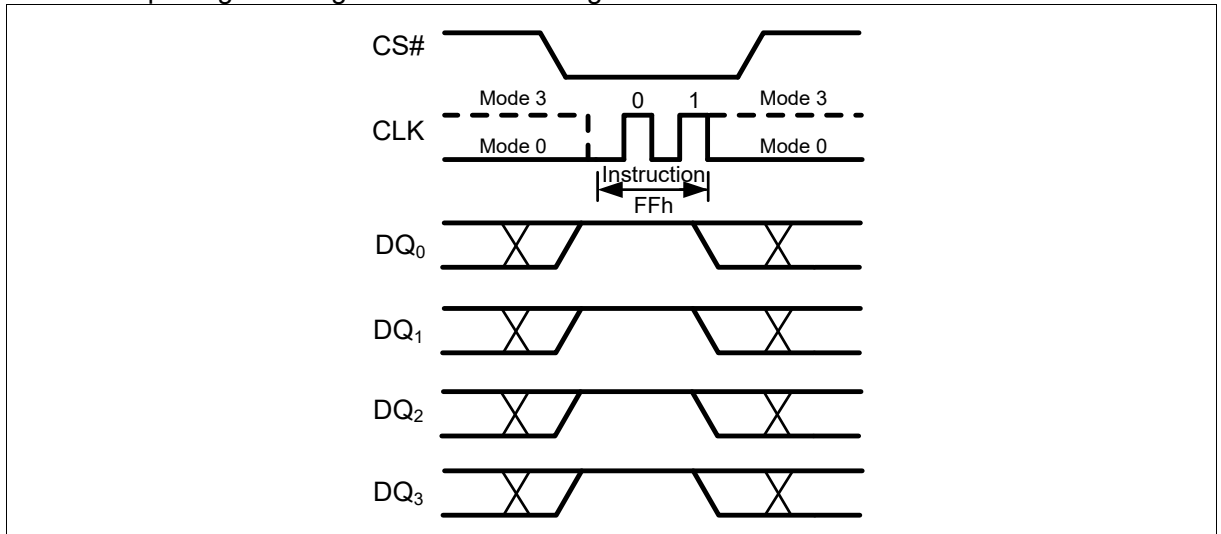 CS#
Mode 3 0 1 Mode 3
CLK
Mode 0 Mode 0
Instruction
FFh
DQ0
DQ1
DQ2
DQ3